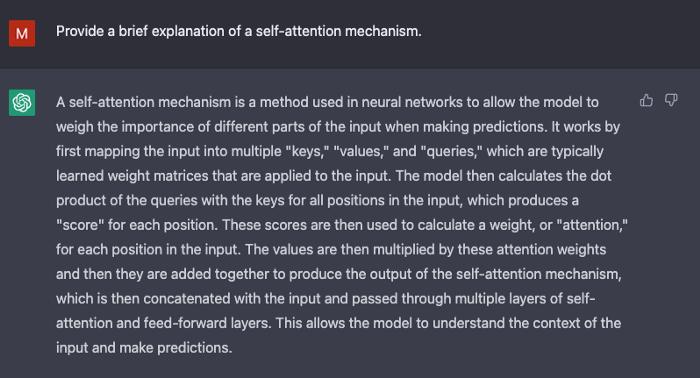 M
Provide a brief explanation of a self-attention mechanism.
A self-attention mechanism is a method used in neural networks to allow the model to
weigh the importance of different parts of the input when making predictions. It works by
first mapping the input into multiple "keys," "values," and "queries," which are typically
learned weight matrices that are applied to the input. The model then calculates the dot
product of the queries with the keys for all positions in the input, which produces a
"score" for each position. These scores are then used to calculate a weight, or "attention,"
for each position in the input. The values are then multiplied by these attention weights
and then they are added together to produce the output of the self-attention mechanism,
which is then concatenated with the input and passed through multiple layers of self-
attention and feed-forward layers. This allows the model to understand the context of the
input and make predictions.